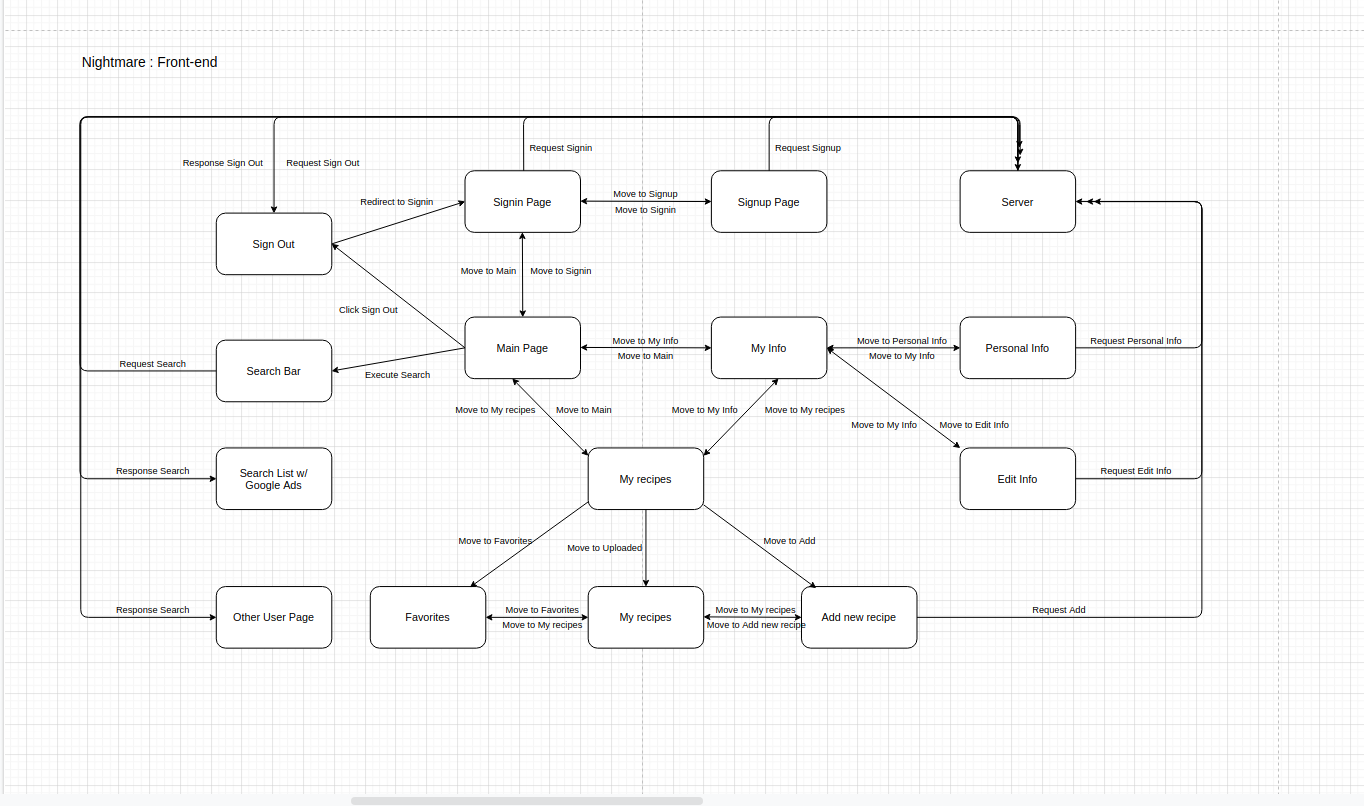 Nightmare : Front-end
Response Sign Out
Request Sign Out
Request Signin
Request Signup
Redirect to Signin
Signin Page
Move to Signup
Move to Signin
Signup Page
Server
Sign Out
Move to Main
Move to Signin
Click Sign Out
Request Search
Search Bar
Execute Search
Main Page
Move to My Info
Move to Main
My Info
Move to Personal Info
Move to My Info
Personal Info
Request Personal Info
Move to My recipes
Move to Main
Move to My Info
Move to My recipes
Move to My Info
Move to Edit Info
Response Search
Search List w/
Google Ads
My recipes
Edit Info
Request Edit Info
Move to Favorites
Move to Uploaded
Move to Add
Response Search
Other User Page
Favorites
Move to Favorites
Move to My recipes
My recipes
Move to My recipes
Move to Add new recipe
Add new recipe
Request Add